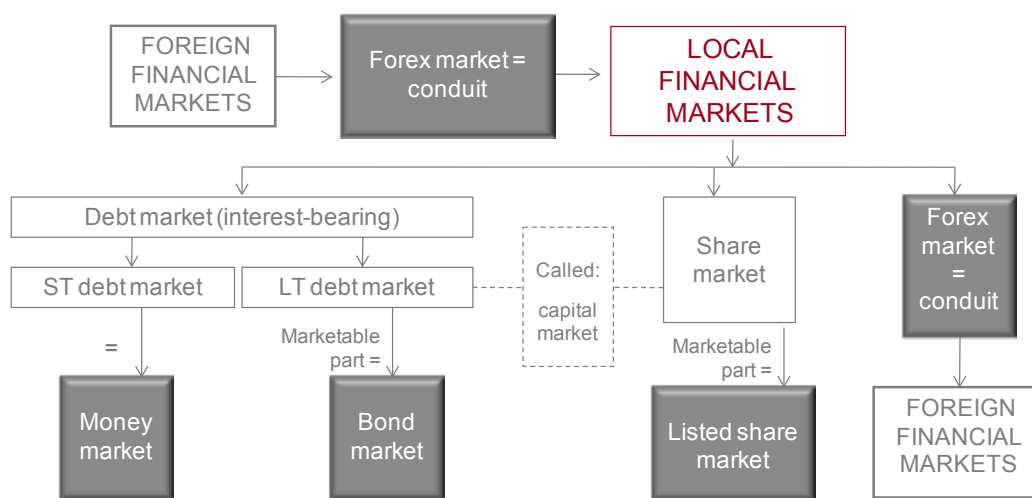 FOREIGN
FINANCIAL
MARKETS
Forex market =
conduit
LOCAL
FINANCIAL
MARKETS
Debt market (interest-bearing)
ST debt market
LT debt market
Called:
capital
market
Share
market
Forex
market
=
conduit
=
Marketable
part =
Marketable
part =
Money
market
Bond
market
Listed share
market
FOREIGN
FINANCIAL
MARKETS